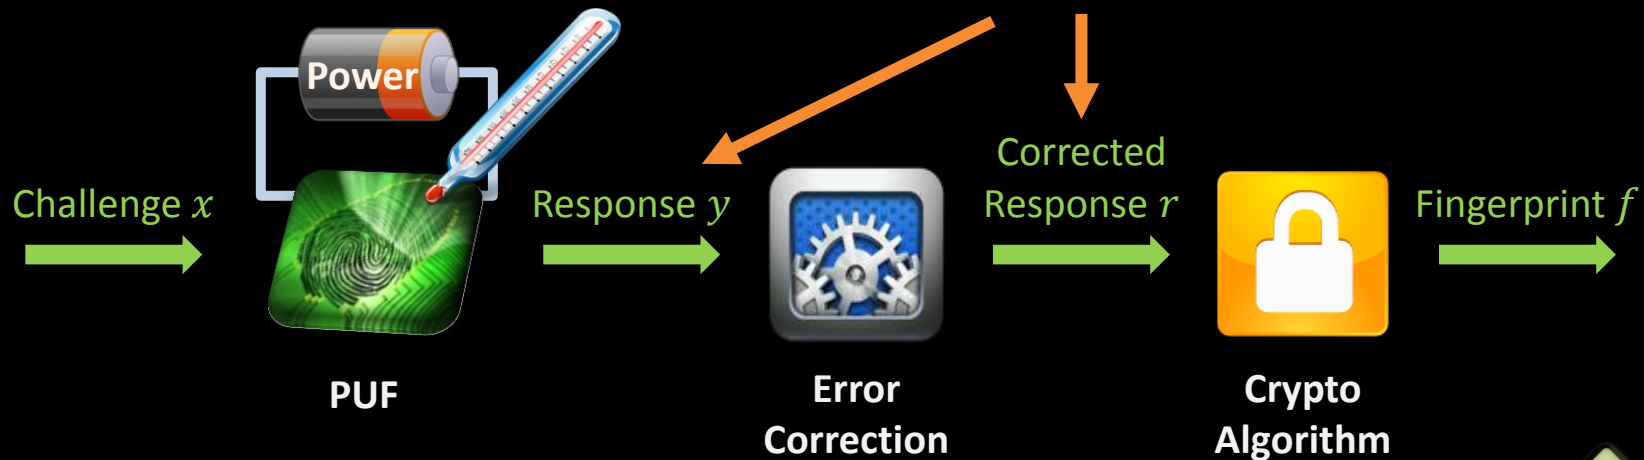 Power
Challenge x
Response y
Corrected
Response r
Fingerprint f
PUF
Error
Correction
Crypto
Algorithm